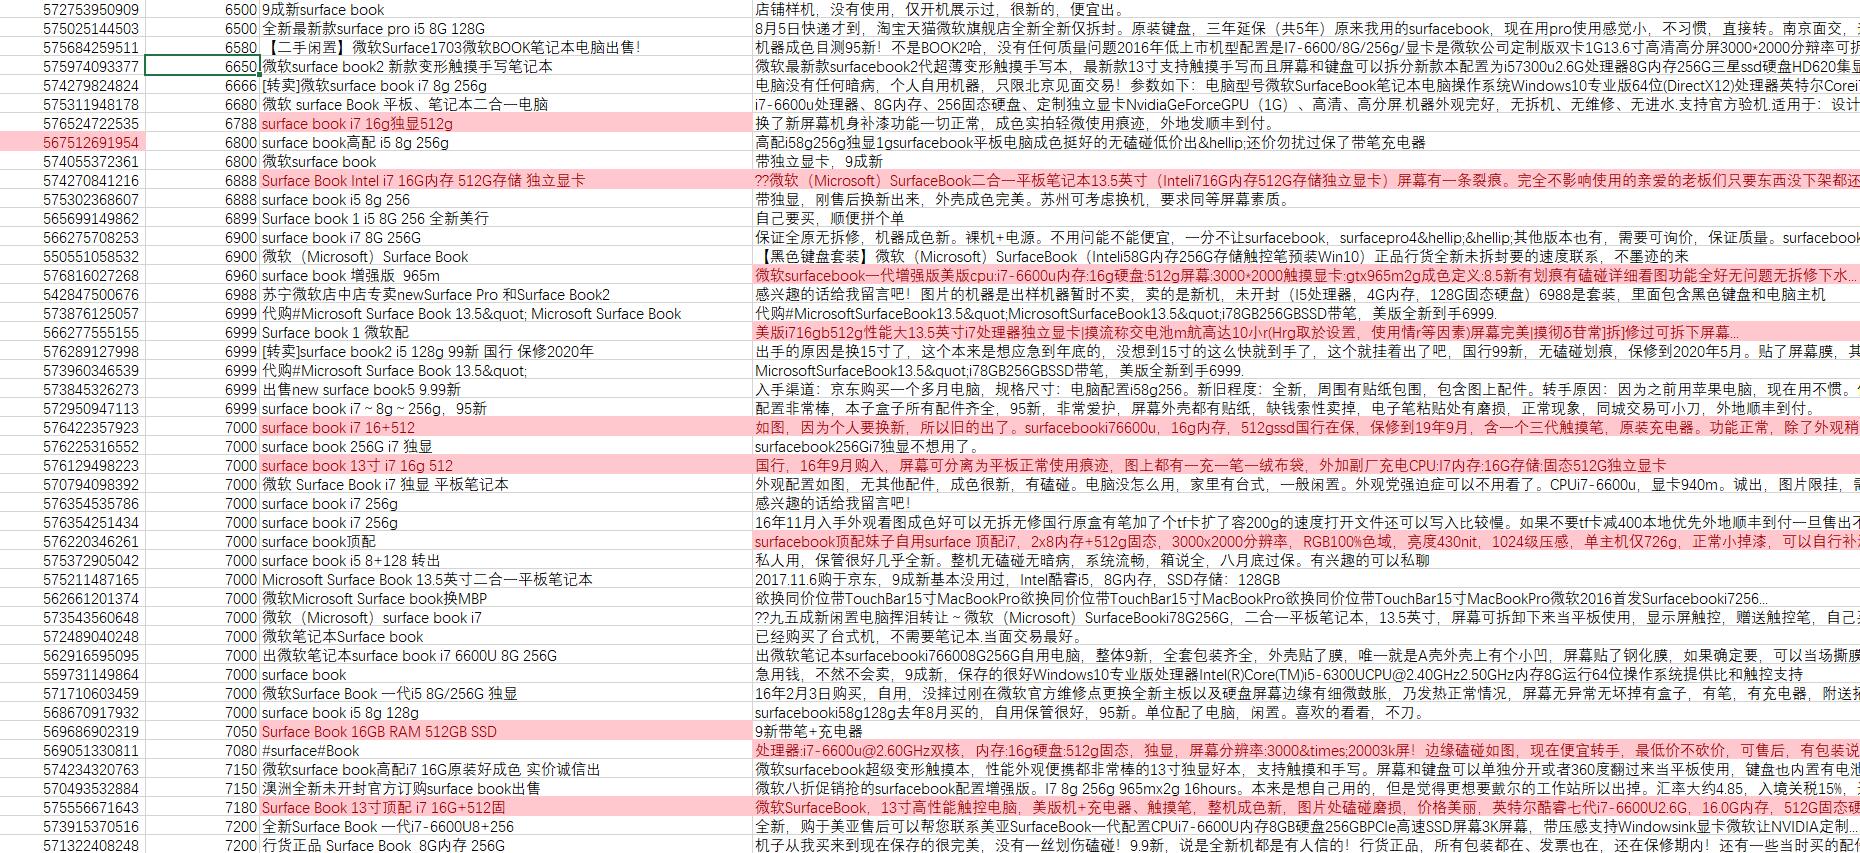 572753950909 6500 9成新surface book 店铺样机，没有使用，仅开机展示过，很新的，便宜出。
575025144503 6500 全新最新款surface pro i5 8G 128G 8月5日快递才到，淘宝天猫微软旗舰店全新全新仅拆封。原装键盘，三年延保（共5年）原来我用的surfacebook，现在用pro使用感觉小，不习惯，直接转。南京面交，
575684259511 6580 【二手闲置】微软Surface1703微软BOOK笔记本电脑出售！ 机器成色目测95新！不是BOOK2哈，没有任何质量问题2016年低上市机型配置是I7-6600/8G/256g/显卡是微软公司定制版双卡1G13.6寸高清高分屏3000*2000分辩率可拆
575974093377 6650 微软surface book2 新款变形触摸手写笔记本 微软最新款surfacebook2代超薄变形触摸手写本，最新款13寸支持触摸手写而且屏幕和键盘可以拆分新款本配置为i57300u2.6G处理器8G内存256G三星ssd硬盘HD620集显
574279824824 6666 [转卖]微软surface book i7 8g 256g 电脑没有任何暗病，个人自用机器，只限北京见面交易！参数如下：电脑型号微软SurfaceBook笔记本电脑操作系统Windows10专业版64位(DirectX12)处理器英特尔Corei7
575311948178 6680 微软 surface Book 平板、笔记本二合一电脑 i7-6600u处理器、8G内存、256固态硬盘、定制独立显卡NvidiaGeForceGPU（1G）、高清、高分屏.机器外观完好，无拆机、无维修、无进水.支持官方验机.适用于：设计
576524722535 6788 surface book i7 16g独显512g 换了新屏幕机身补漆功能一切正常，成色实拍轻微使用痕迹，外地发顺丰到付。
567512691954 6800 surface book高配 i5 8g 256g 高配i58g256g独显1gsurfacebook平板电脑成色挺好的无磕碰低价出&hellip;还价勿扰过保了带笔充电器
574055372361 6800 微软surface book 带独立显卡，9成新
574270841216 6888 Surface Book Intel i7 16G内存 512G存储 独立显卡 ??微软（Microsoft）SurfaceBook二合一平板笔记本13.5英寸（Inteli716G内存512G存储独立显卡）屏幕有一条裂痕。完全不影响使用的亲爱的老板们只要东西没下架都还
575302368607 6888 surface book i5 8g 256 带独显，刚售后换新出来，外壳成色完美。苏州可考虑换机，要求同等屏幕素质。
565699149862 6899 Surface Book 1 i5 8G 256 全新美行 自己要买，顺便拼个单
566275708253 6900 surface book i7 8G 256G 保证全原无拆修，机器成色新。裸机+电源。不用问能不能便宜，一分不让surfacebook，surfacepro4&hellip;&hellip;其他版本也有，需要可询价，保证质量。surfacebook
550551058532 6900 微软（Microsoft）Surface Book 【黑色键盘套装】微软（Microsoft）SurfaceBook（Inteli58G内存256G存储触控笔预装Win10）正品行货全新未拆封要的速度联系，不墨迹的来
576816027268 6960 surface book 增强版  965m 微软surfacebook一代增强版美版cpu:i7-6600u内存:16g硬盘:512g屏幕:3000*2000触摸显卡:gtx965m2g成色定义:8.5新有划痕有磕碰详细看图功能全好无问题无拆修下水...
542847500676 6988 苏宁微软店中店专卖newSurface Pro 和Surface Book2 感兴趣的话给我留言吧！图片的机器是出样机器暂时不卖，卖的是新机，未开封（I5处理器，4G内存，128G固态硬盘）6988是套装，里面包含黑色键盘和电脑主机
573876125057 6999 代购#Microsoft Surface Book 13.5&quot; Microsoft Surface Book 代购#MicrosoftSurfaceBook13.5&quot;MicrosoftSurfaceBook13.5&quot;i78GB256GBSSD带笔，美版全新到手6999.
566277555155 6999 Surface Book 1 微软配 美版i716gb512g性能大13.5英寸i7处理器独立显卡|摸流称交电池m航高达10小r(Hrg取於设置，使用情r等因素)屏幕完美|摸彻δ苷常]拆]修过可拆下屏幕...
576289127998 6999 [转卖]surface book2 i5 128g 99新 国行 保修2020年 出手的原因是换15寸了，这个本来是想应急到年底的，没想到15寸的这么快就到手了，这个就挂着出了吧，国行99新，无磕碰划痕，保修到2020年5月。贴了屏幕膜，其
573960346539 6999 代购#Microsoft Surface Book 13.5&quot; MicrosoftSurfaceBook13.5&quot;i78GB256GBSSD带笔，美版全新到手6999.
573845326273 6999 出售new surface book5 9.99新 入手渠道：京东购买一个多月电脑，规格尺寸：电脑配置i58g256。新旧程度：全新，周围有贴纸包围，包含图上配件。转手原因：因为之前用苹果电脑，现在用不惯。
572950947113 6999 surface book i7 ~ 8g ~ 256g，95新 配置非常棒，本子盒子所有配件齐全，95新，非常爱护，屏幕外壳都有贴纸，缺钱索性卖掉，电子笔粘贴处有磨损，正常现象，同城交易可小刀，外地顺丰到付。
576422357923 7000 surface book i7 16+512 如图，因为个人要换新，所以旧的出了。surfacebooki76600u，16g内存，512gssd国行在保，保修到19年9月，含一个三代触摸笔，原装充电器。功能正常，除了外观稍
576225316552 7000 surface book 256G i7 独显 surfacebook256Gi7独显不想用了。
576129498223 7000 surface book 13寸 i7 16g 512 国行，16年9月购入，屏幕可分离为平板正常使用痕迹，图上都有一充一笔一绒布袋，外加副厂充电CPU:I7内存:16G存储:固态512G独立显卡
570794098392 7000 微软 Surface Book i7 独显 平板笔记本 外观配置如图，无其他配件，成色很新，有磕碰。电脑没怎么用，家里有台式，一般闲置。外观党强迫症可以不用看了。CPUi7-6600u，显卡940m。诚出，图片限挂，需
576354535786 7000 surface book i7 256g 感兴趣的话给我留言吧！
576354251434 7000 surface book i7 256g 16年11月入手外观看图成色好可以无拆无修国行原盒有笔加了个tf卡扩了容200g的速度打开文件还可以写入比较慢。如果不要tf卡减400本地优先外地顺丰到付一旦售出不
576220346261 7000 surface book顶配 surfacebook顶配妹子自用surface 顶配i7，2x8内存+512g固态，3000x2000分辨率，RGB100%色域，亮度430nit，1024级压感，单主机仅726g，正常小掉漆，可以自行补漆
575372905042 7000 surface book i5 8+128 转出 私人用，保管很好几乎全新。整机无磕碰无暗病，系统流畅，箱说全，八月底过保。有兴趣的可以私聊
575211487165 7000 Microsoft Surface Book 13.5英寸二合一平板笔记本 2017.11.6购于京东，9成新基本没用过，Intel酷睿i5，8G内存，SSD存储：128GB
562661201374 7000 微软Microsoft Surface book换MBP 欲换同价位带TouchBar15寸MacBookPro欲换同价位带TouchBar15寸MacBookPro欲换同价位带TouchBar15寸MacBookPro微软2016首发Surfacebooki7256...
573543560648 7000 微软（Microsoft）surface book i7 ??九五成新闲置电脑挥泪转让 ~ 微软（Microsoft）SurfaceBooki78G256G，二合一平板笔记本，13.5英寸，屏幕可拆卸下来当平板使用，显示屏触控，赠送触控笔，自己
572489040248 7000 微软笔记本Surface book 已经购买了台式机，不需要笔记本.当面交易最好。
562916595095 7000 出微软笔记本surface book i7 6600U 8G 256G 出微软笔记本surfacebooki766008G256G自用电脑，整体9新，全套包装齐全，外壳贴了膜，唯一就是A壳外壳上有个小凹，屏幕贴了钢化膜，如果确定要，可以当场撕膜
559731149864 7000 surface book 急用钱，不然不会卖，9成新，保存的很好Windows10专业版处理器Intel(R)Core(TM)i5-6300UCPU@2.40GHz2.50GHz内存8G运行64位操作系统提供比和触控支持
571710603459 7000 微软Surface Book 一代i5 8G/256G 独显 16年2月3日购买，自用，没摔过刚在微软官方维修点更换全新主板以及硬盘屏幕边缘有细微鼓胀，乃发热正常情况，屏幕无异常无坏掉有盒子，有笔，有充电器，附送拓
568670917932 7000 surface book i5 8g 128g surfacebooki58g128g去年8月买的，自用保管很好，95新。单位配了电脑，闲置。喜欢的看看，不刀。
569686902319 7050 Surface Book 16GB RAM 512GB SSD 9新带笔+充电器
569051330811 7080 #surface#Book 处理器:i7-6600u@2.60GHz双核，内存:16g硬盘:512g固态，独显，屏幕分辨率:3000&times;20003k屏！边缘磕碰如图，现在便宜转手，最低价不砍价，可售后，有包装说
574234320763 7150 微软surface book高配i7 16G原装好成色 实价诚信出 微软surfacebook超级变形触摸本，性能外观便携都非常棒的13寸独显好本，支持触摸和手写。屏幕和键盘可以单独分开或者360度翻过来当平板使用，键盘也内置有电池
570493532884 7150 澳洲全新未开封官方订购surface book出售 微软八折促销抢的surfacebook配置增强版。I7 8g 256g 965mx2g 16hours。本来是想自己用的，但是觉得更想要戴尔的工作站所以出掉。汇率大约4.85，入境关税15%，
575556671643 7180 Surface Book 13寸顶配 i7 16G+512固 微软SurfaceBook，13寸高性能触控电脑，美版机+充电器、触摸笔，整机成色新，图片处磕碰磨损，价格美丽，英特尔酷睿七代i7-6600U2.6G，16.0G内存，512G固态硬
573915370516 7200 全新Surface Book 一代i7-6600U8+256 全新，购于美亚售后可以帮您联系美亚SurfaceBook一代配置CPUi7-6600U内存8GB硬盘256GBPCIe高速SSD屏幕3K屏幕，带压感支持Windowsink显卡微软让NVIDIA定制...
571322408248 7200 行货正品 Surface Book  8G内存 256G 机子从我买来到现在保存的很完美，没有一丝划伤磕碰！9.9新，说是全新机都是有人信的！行货正品，所有包装都在、发票也在，还在保修期内！还有一些当时买的配件